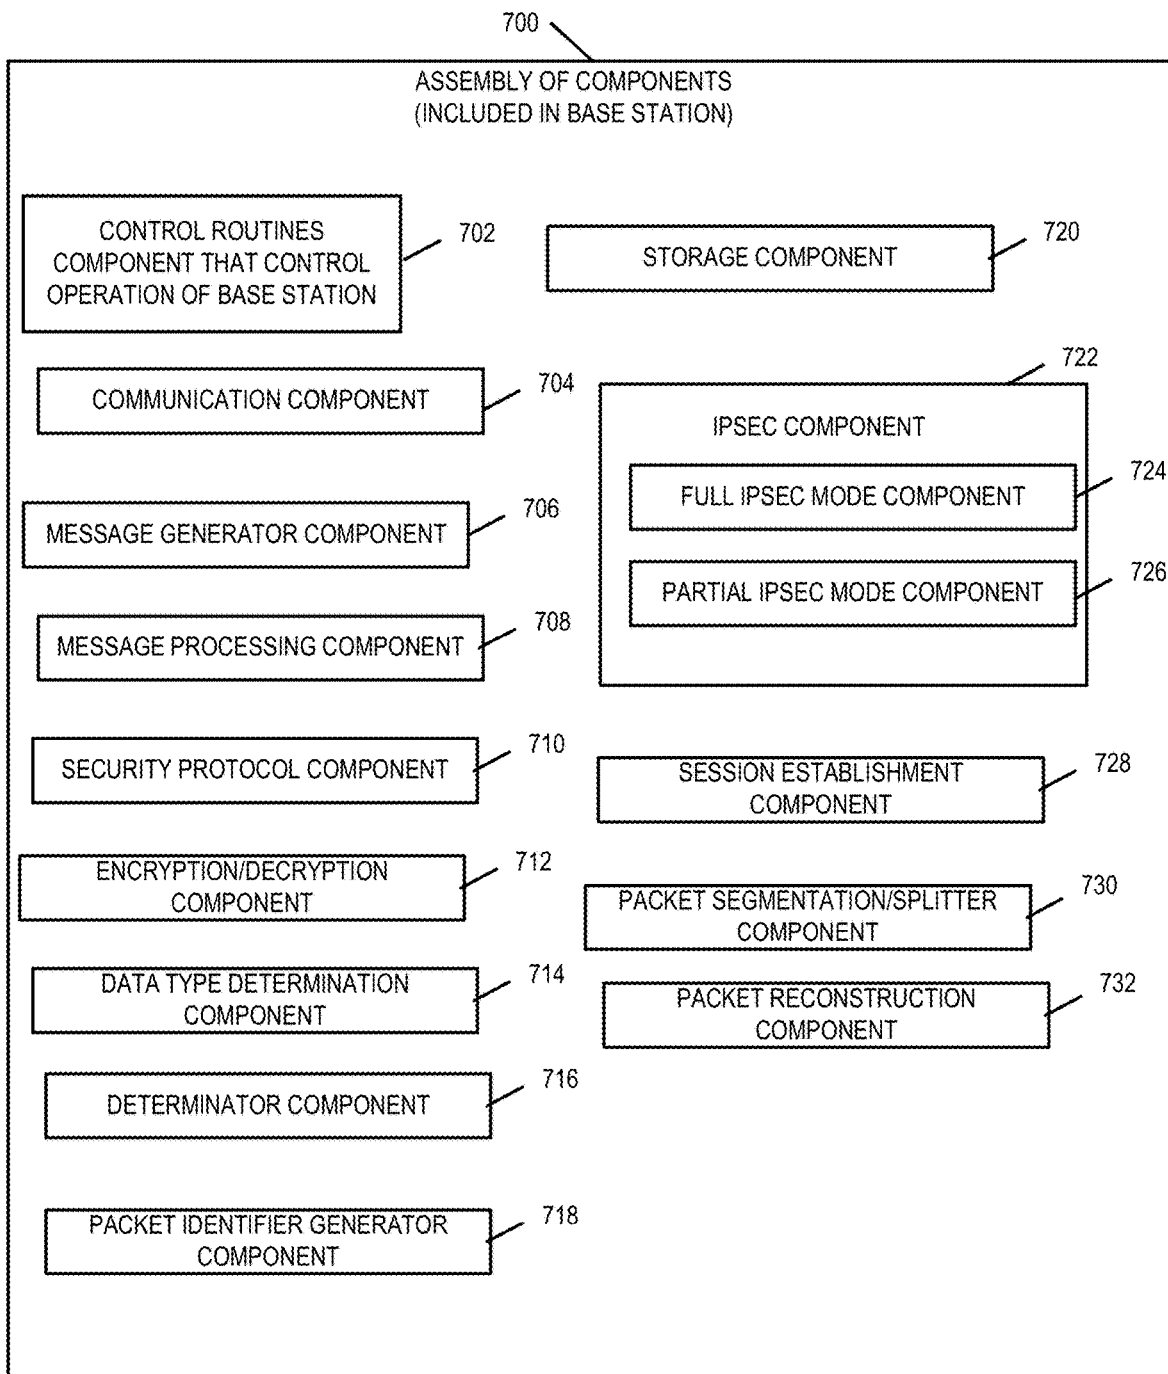 700
ASSEMBLY OF COMPONENTS
(INCLUDED IN BASE STATION)
CONTROL ROUTINES
COMPONENT THAT CONTROL
OPERATION OF BASE STATION
702
COMMUNICATION COMPONENT
704
MESSAGE GENERATOR COMPONENT
706
MESSAGE PROCESSING COMPONENT
708
SECURITY PROTOCOL COMPONENT
710
ENCRYPTION/DECRYPTION
COMPONENT
712
DATA TYPE DETERMINATION
COMPONENT
714
DETERMINATOR COMPONENT
716
PACKET IDENTIFIER GENERATOR
COMPONENT
718
STORAGE COMPONENT
720
722
IPSEC COMPONENT
FULL IPSEC MODE COMPONENT
724
PARTIAL IPSEC MODE COMPONENT
726
SESSION ESTABLISHMENT
COMPONENT
728
PACKET SEGMENTATION/SPLITTER
COMPONENT
730
PACKET RECONSTRUCTION
COMPONENT
732